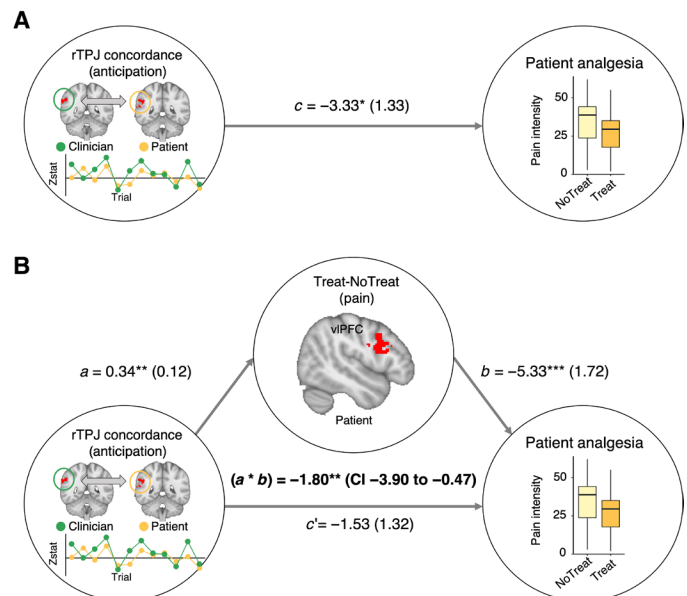 A
rTPJ concordance
(anticipation)
Clinician
Patient
Zstat
Trial
c = −3.33* (1.33)
Patient analgesia
Pain intensity
50
25
0
NoTreat
Treat
B
Treat-NoTreat
(pain)
vlPFC
Patient
a = 0.34** (0.12)
b = −5.33*** (1.72)
rTPJ concordance
(anticipation)
Clinician
Patient
Zstat
Trial
(a * b) = −1.80** (CI −3.90 to −0.47)
c'= −1.53 (1.32)
Patient analgesia
Pain intensity
50
25
0
NoTreat
Treat